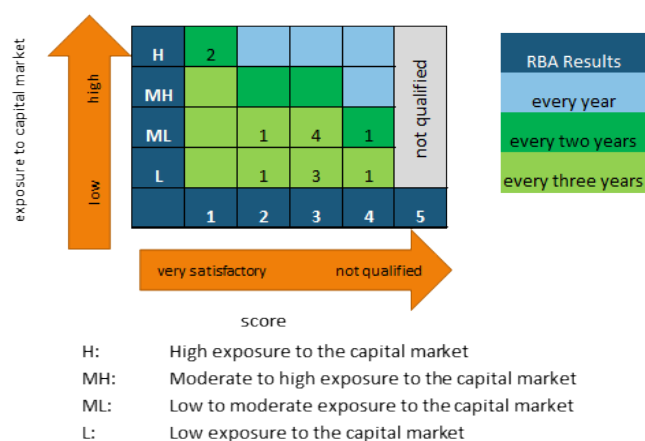 exposure to capital market
high
low
H 2
MH
ML 1 4 1
L 1 3 1
not qualified
1 2 3 4 5
RBA Results
every year
every two years
every three years
very satisfactory not qualified
score
H: High exposure to the capital market
MH: Moderate to high exposure to the capital market
ML: Low to moderate exposure to the capital market
L: Low exposure to the capital market